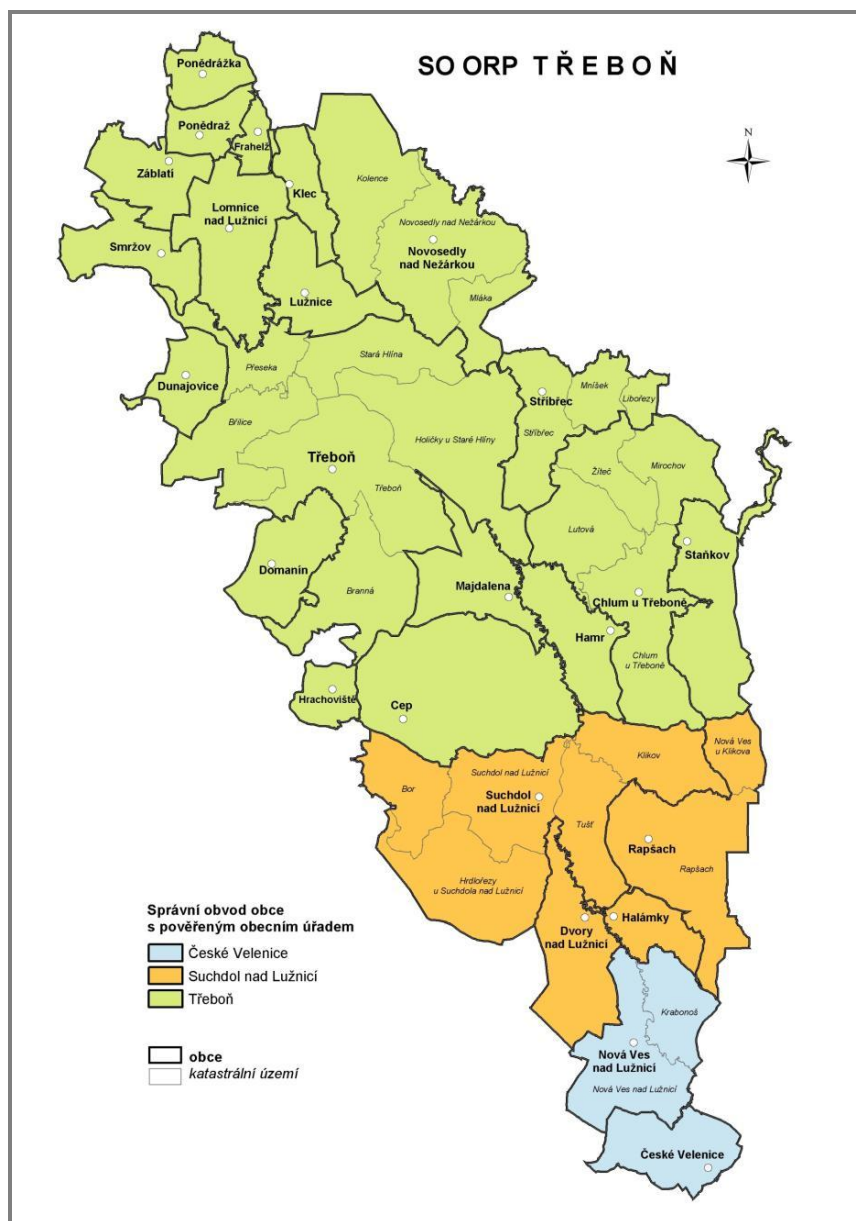 SO ORP TŘEBOŇ
N
Ponědrážka
Ponědraž
Frahelž
Záblatí
Klec
Kolence
Lomnice
nad Lužnicí
Novosedly nad Nežárkou
Smržov
Novosedly
nad Nežárkou
Lužnice
Mláka
Přeseka
Stará Hlína
Dunajovice
Stříbřec
Mníšek
Libořezy
Břilice
Holičky u Staré Hlíny
Stříbřec
Třeboň
Žíteč
Mirochov
Třeboň
Lutová
Staňkov
Domanín
Branná
Majdalena
Chlum u Třeboně
Hamr
Chlum
u Třeboně
Hrachoviště
Cep
Klikov
Nová Ves
u Klikova
Bor
Suchdol nad Lužnicí
Suchdol
nad Lužnicí
Tušť
Rapšach
Rapšach
Hrdlořezy
u Suchdola nad Lužnicí
Halámky
Dvory
nad Lužnicí
Krabonoš
Nová Ves
nad Lužnicí
Nová Ves nad Lužnicí
České Velenice
Správní obvod obce
s pověřeným obecním úřadem
České Velenice
Suchdol nad Lužnicí
Třeboň
obce
katastrální území